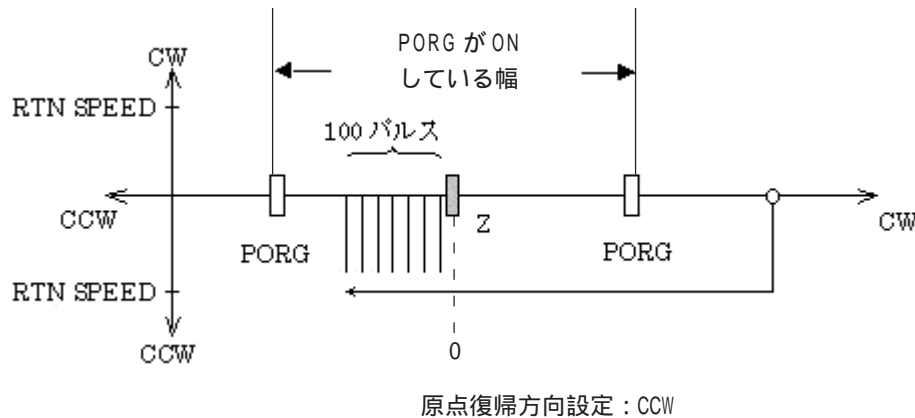 PORG が ON
している幅
CW
RTN SPEED
100 パルス
CCW
Z
CW
PORG
PORG
RTN SPEED
CCW
0
原点復帰方向設定：CCW